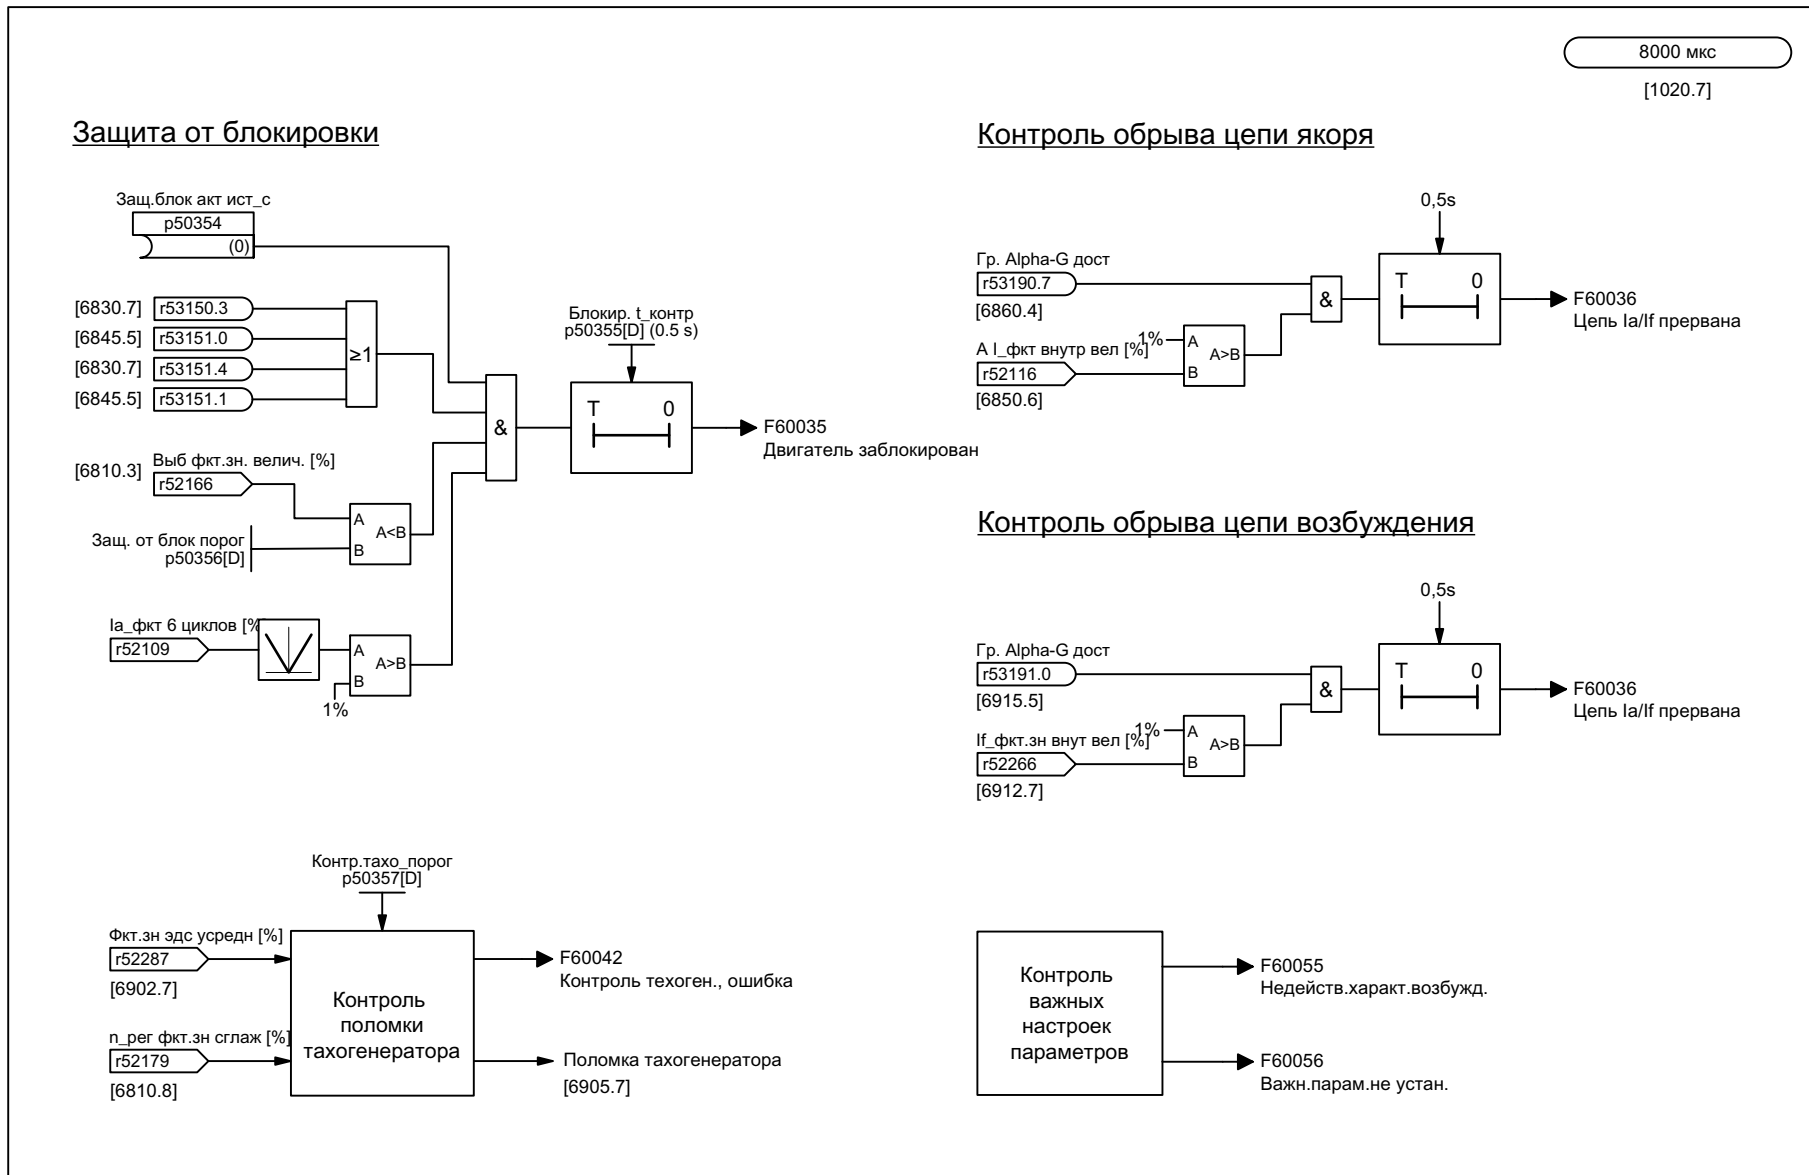 8000 мкс
[1020.7]
Защита от блокировки
Защ.блок акт ист_с
p50354
(0)
[6830.7] r53150.3
[6845.5] r53151.0
[6830.7] r53151.4
[6845.5] r53151.1
≥1
Блокир. t_контр
p50355[D] (0.5 s)
&
T 0
F60035
Двигатель заблокирован
[6810.3]
Выб фкт.зн. велич. [%]
r52166
Защ. от блок порог
p50356[D]
A
B
A<B
Ia_фкт 6 циклов [%
r52109
A
B
A>B
1%
Контроль обрыва цепи якоря
0,5s
Гр. Alpha-G дост
r53190.7
[6860.4]
A I_фкт внутр вел [%]
r52116
[6850.6]
1%
A
B
A>B
&
T 0
F60036
Цепь Ia/If прервана
Контроль обрыва цепи возбуждения
0,5s
Гр. Alpha-G дост
r53191.0
[6915.5]
If_фкт.зн внут вел [%]
r52266
[6912.7]
1%
A
B
A>B
&
T 0
F60036
Цепь Ia/If прервана
Контр.тахо_порог
p50357[D]
Фкт.зн эдс усредн [%]
r52287
[6902.7]
n_рег фкт.зн сглаж [%]
r52179
[6810.8]
Контроль
поломки
тахогенератора
F60042
Контроль техоген., ошибка
Поломка тахогенератора
[6905.7]
Контроль
важных
настроек
параметров
F60055
Недейств.характ.возбужд.
F60056
Важн.парам.не устан.